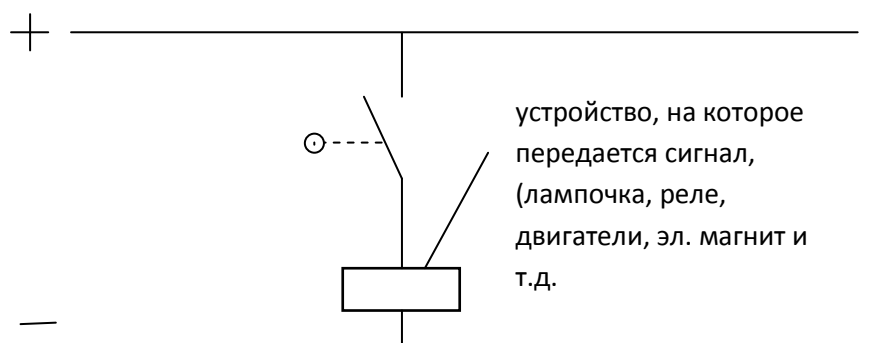 +
устройство, на которое
передается сигнал,
(лампочка, реле,
двигатели, эл. магнит и
т.д.
—